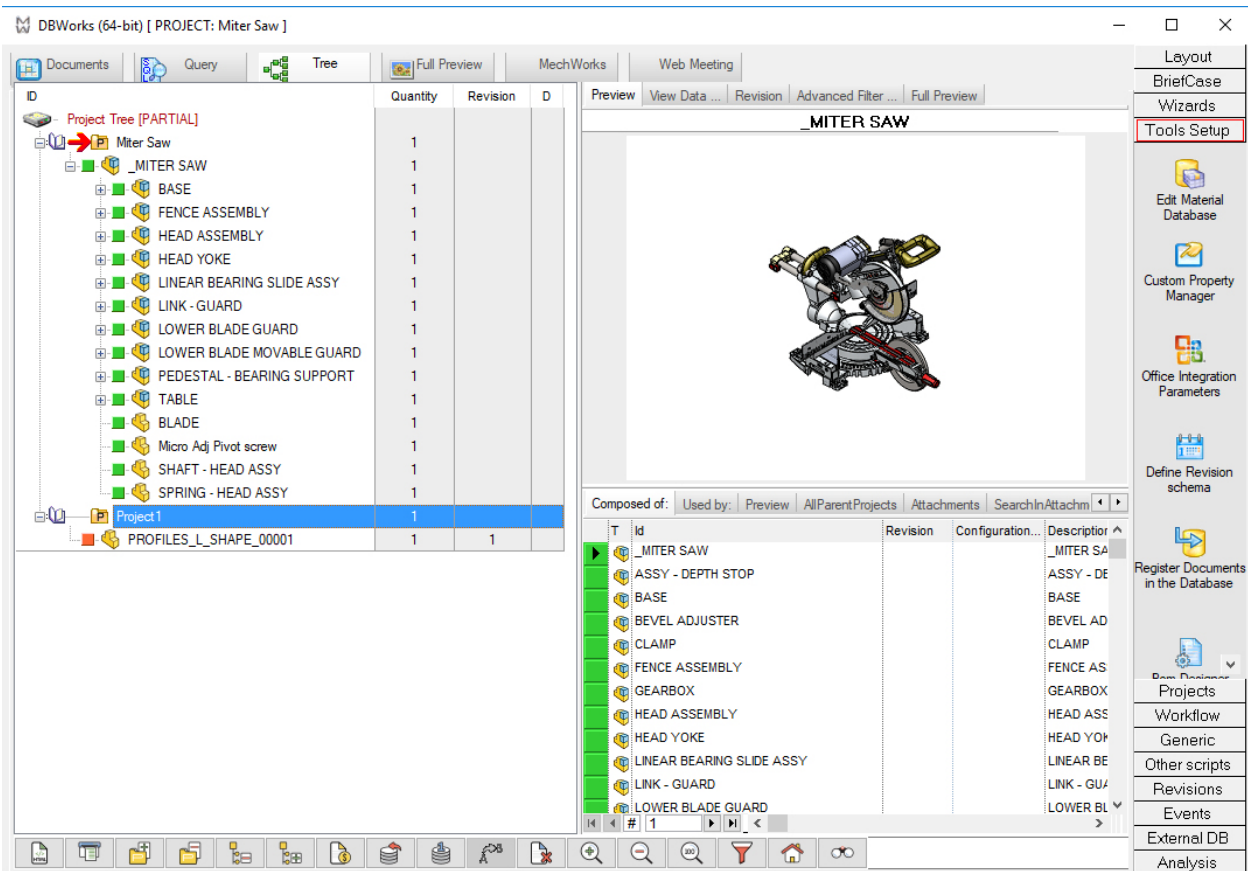 DBWorks (64-bit) [ PROJECT: Miter Saw ]
Documents Query Tree Full Preview MechWorks Web Meeting
ID Quantity Revision D
Project Tree [PARTIAL]
P Miter Saw 1
_MITER SAW 1
BASE 1
FENCE ASSEMBLY 1
HEAD ASSEMBLY 1
HEAD YOKE 1
LINEAR BEARING SLIDE ASSY 1
LINK - GUARD 1
LOWER BLADE GUARD 1
LOWER BLADE MOVABLE GUARD 1
PEDESTAL - BEARING SUPPORT 1
TABLE 1
BLADE 1
Micro Adj Pivot screw 1
SHAFT - HEAD ASSY 1
SPRING - HEAD ASSY 1
P Project1 1
PROFILES_L_SHAPE_00001 1 1
Preview View Data ... Revision Advanced Filter ... Full Preview
_MITER SAW
Composed of: Used by: Preview AllParentProjects Attachments SearchInAttachm
T Id Revision Configuration... Description
_MITER SAW _MITER SA
ASSY - DEPTH STOP ASSY - DE
BASE BASE
BEVEL ADJUSTER BEVEL AD
CLAMP CLAMP
FENCE ASSEMBLY FENCE AS
GEARBOX GEARBOX
HEAD ASSEMBLY HEAD ASS
HEAD YOKE HEAD YOK
LINEAR BEARING SLIDE ASSY LINEAR BE
LINK - GUARD LINK - GUA
LOWER BLADE GUARD LOWER BL
# 1
Layout
BriefCase
Wizards
Tools Setup
Edit Material
Database
Custom Property
Manager
Office Integration
Parameters
Define Revision
schema
Register Documents
in the Database
Bom Designer
Projects
Workflow
Generic
Other scripts
Revisions
Events
External DB
Analysis